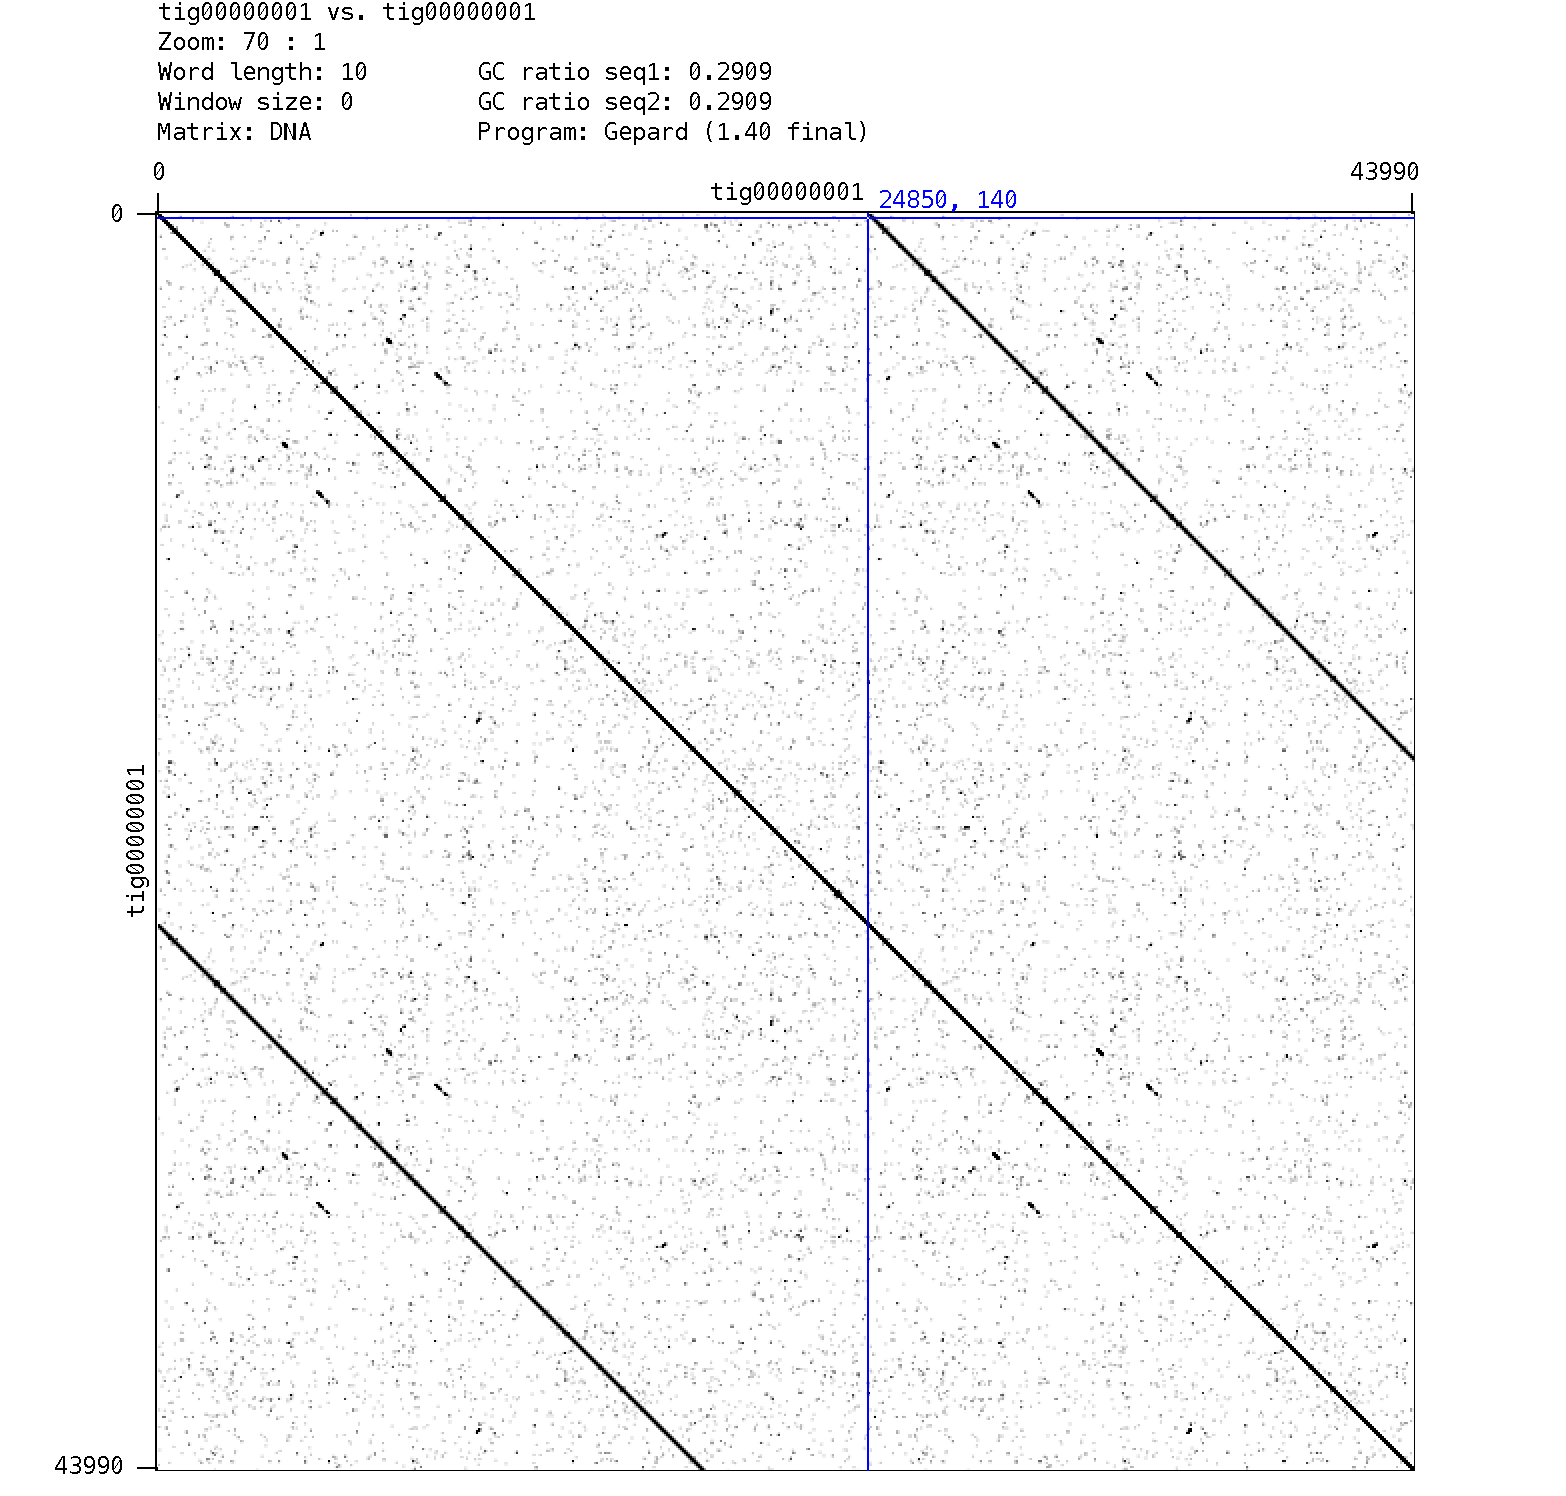 tig00000001 vs. tig00000001
Zoom: 70 : 1
Word length: 10 GC ratio seq1: 0.2909
Window size: 0 GC ratio seq2: 0.2909
Matrix: DNA Program: Gepard (1.40 final)
0 43990
tig00000001 24850, 140
0
tig00000001
43990